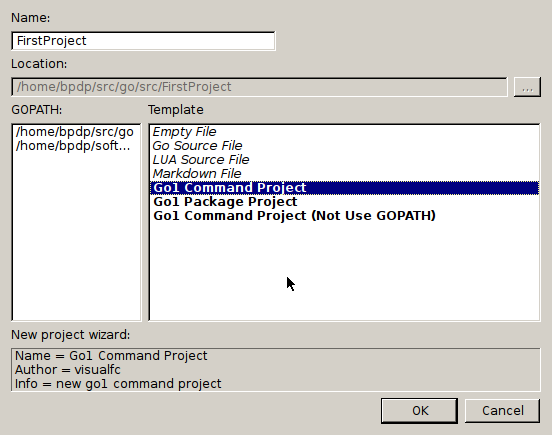 Name:
FirstProject
Location:
/home/bpdp/src/go/src/FirstProject
...
GOPATH:
/home/bpdp/src/go
/home/bpdp/soft...
Template
Empty File
Go Source File
LUA Source File
Markdown File
Go1 Command Project
Go1 Package Project
Go1 Command Project (Not Use GOPATH)
New project wizard:
Name = Go1 Command Project
Author = visualfc
Info = new go1 command project
OK
Cancel